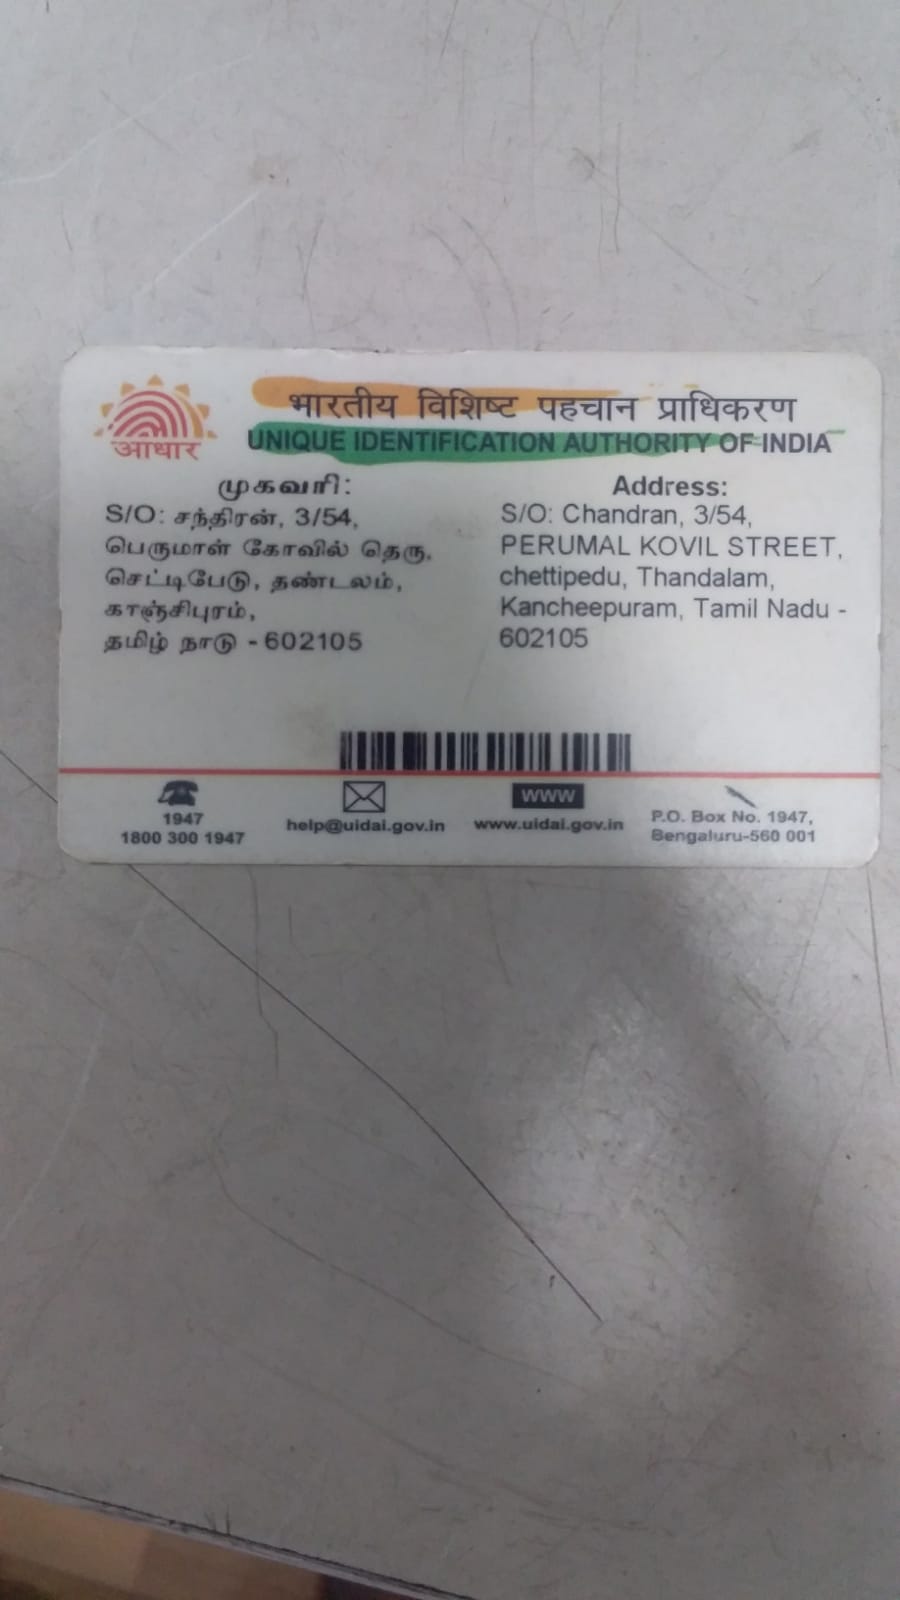 आधार
भारतीय विशिष्ट पहचान प्राधिकरण
UNIQUE IDENTIFICATION AUTHORITY OF INDIA
முகவரி:
S/O: சந்திரன், 3/54,
பெருமாள் கோவில் தெரு,
செட்டிபேடு, தண்டலம்,
காஞ்சிபுரம்,
தமிழ் நாடு - 602105
Address:
S/O: Chandran, 3/54,
PERUMAL KOVIL STREET,
chettipedu, Thandalam,
Kancheepuram, Tamil Nadu -
602105
1947
1800 300 1947
help@uidai.gov.in
www
www.uidai.gov.in
P.O. Box No. 1947,
Bengaluru-560 001